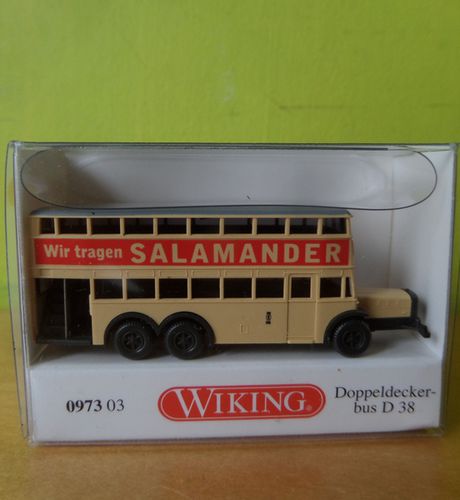 Wir tragen SALAMANDER
0973 03
WIKING®
Doppeldecker-
bus D 38